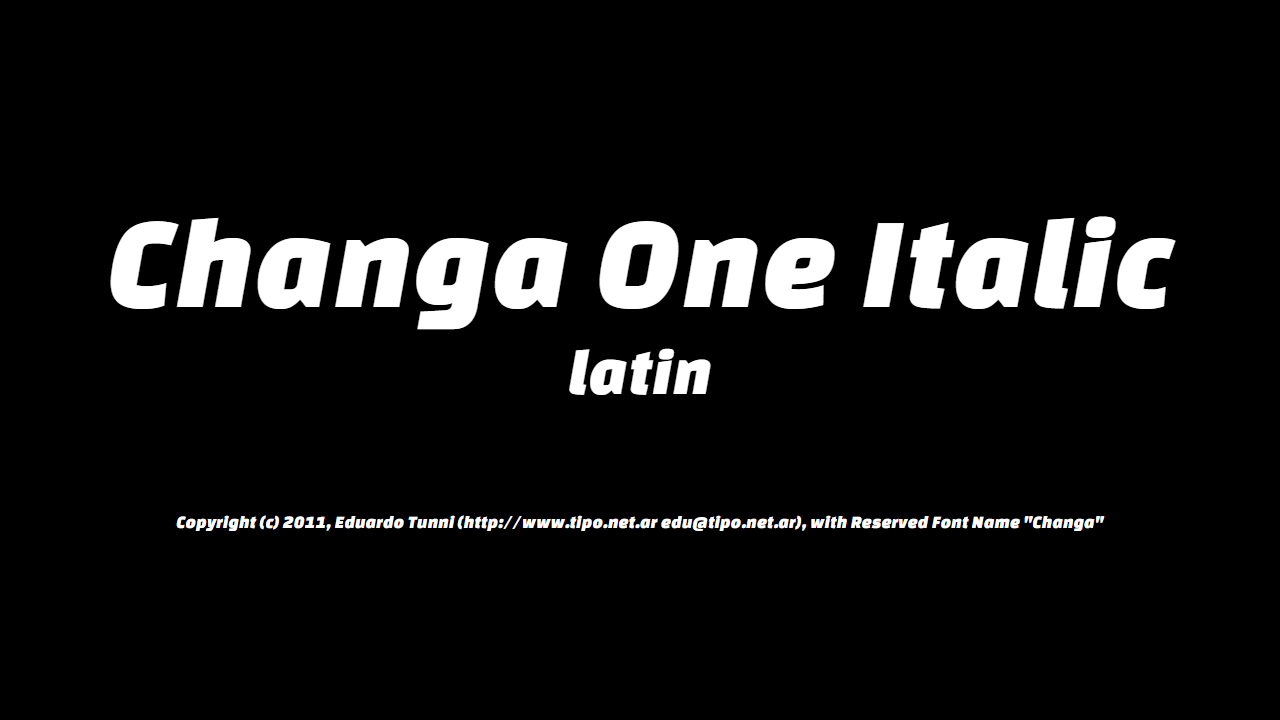 Changa One Italic
latin
Copyright (c) 2011, Eduardo Tunni (http://www.tipo.net.ar edu@tipo.net.ar), with Reserved Font Name "Changa"